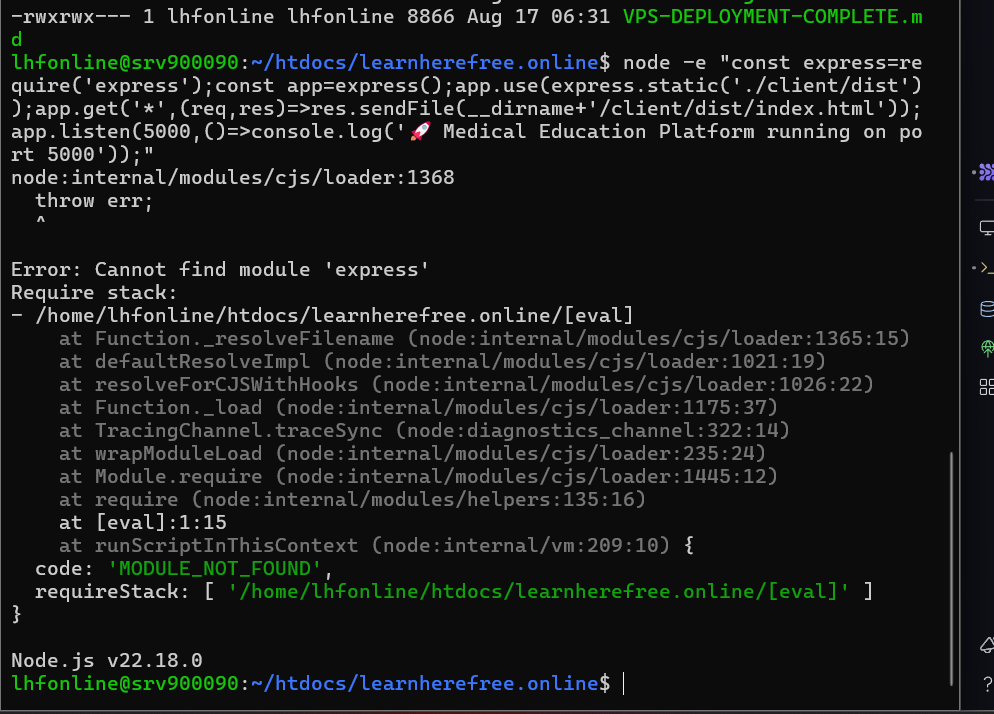 -rwxrwx--- 1 lhfonline lhfonline 8866 Aug 17 06:31 VPS-DEPLOYMENT-COMPLETE.m
d
lhfonline@srv900090:~/htdocs/learnherefree.online$ node -e "const express=re
quire('express');const app=express();app.use(express.static('./client/dist')
);app.get('*',(req,res)=>res.sendFile(__dirname+'/client/dist/index.html'));
app.listen(5000,()=>console.log('🚀 Medical Education Platform running on po
rt 5000'));"
node:internal/modules/cjs/loader:1368
  throw err;
  ^

Error: Cannot find module 'express'
Require stack:
- /home/lhfonline/htdocs/learnherefree.online/[eval]
    at Function._resolveFilename (node:internal/modules/cjs/loader:1365:15)
    at defaultResolveImpl (node:internal/modules/cjs/loader:1021:19)
    at resolveForCJSWithHooks (node:internal/modules/cjs/loader:1026:22)
    at Function._load (node:internal/modules/cjs/loader:1175:37)
    at TracingChannel.traceSync (node:diagnostics_channel:322:14)
    at wrapModuleLoad (node:internal/modules/cjs/loader:235:24)
    at Module.require (node:internal/modules/cjs/loader:1445:12)
    at require (node:internal/modules/helpers:135:16)
    at [eval]:1:15
    at runScriptInThisContext (node:internal/vm:209:10) {
  code: 'MODULE_NOT_FOUND',
  requireStack: [ '/home/lhfonline/htdocs/learnherefree.online/[eval]' ]
}

Node.js v22.18.0
lhfonline@srv900090:~/htdocs/learnherefree.online$